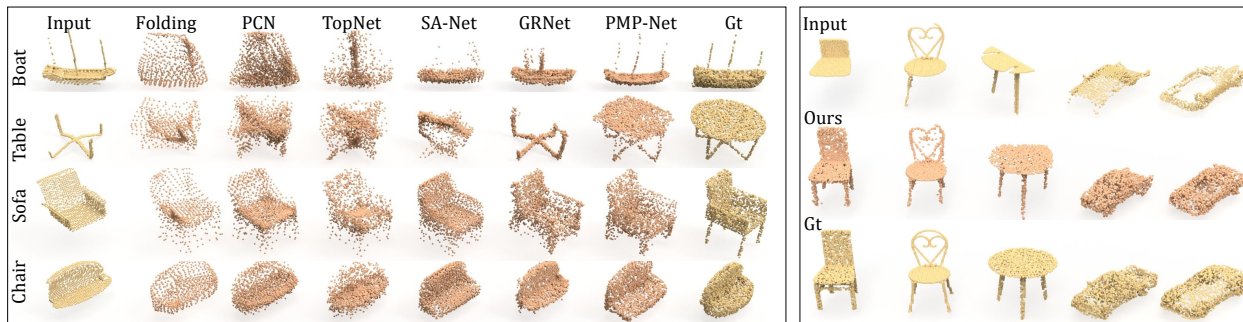 Input Folding PCN TopNet SA-Net GRNet PMP-Net Gt
Boat
Table
Sofa
Chair
Input
Ours
Gt